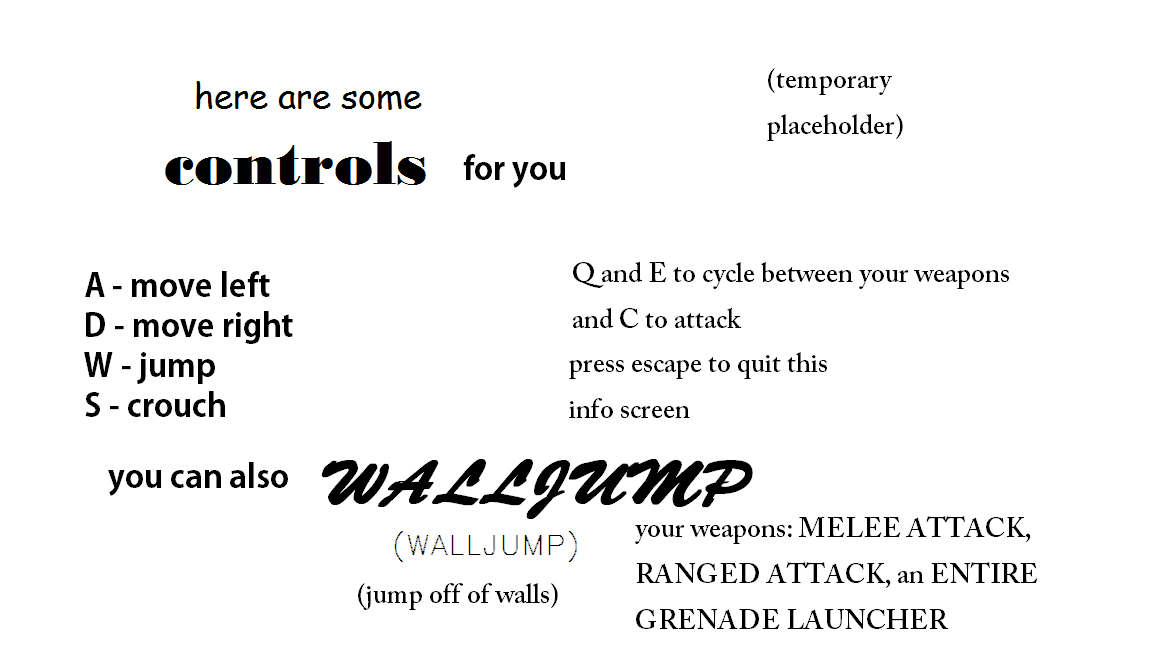 here are some
controls for you
(temporary
placeholder)
A - move left
D - move right
W - jump
S - crouch
Q and E to cycle between your weapons
and C to attack
press escape to quit this
info screen
you can also WALLJUMP
(WALLJUMP)
(jump off of walls)
your weapons: MELEE ATTACK,
RANGED ATTACK, an ENTIRE
GRENADE LAUNCHER